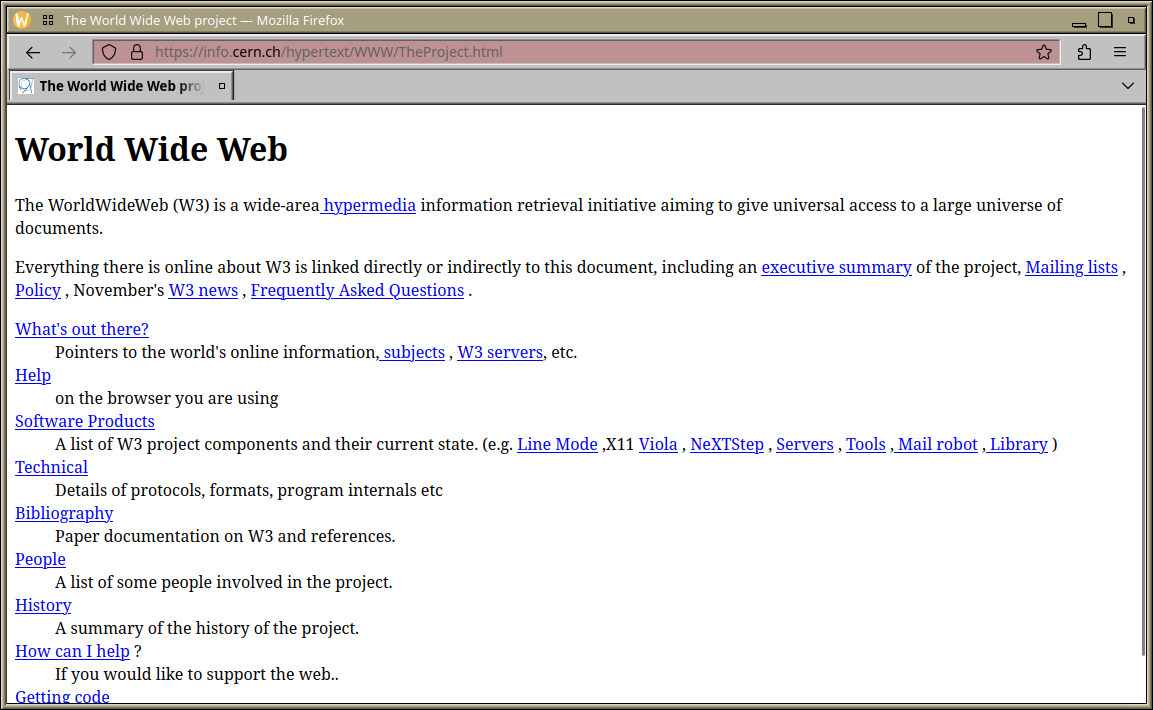 The World Wide Web project — Mozilla Firefox
https://info.cern.ch/hypertext/WWW/TheProject.html
The World Wide Web pro
World Wide Web
The WorldWideWeb (W3) is a wide-area hypermedia information retrieval initiative aiming to give universal access to a large universe of
documents.
Everything there is online about W3 is linked directly or indirectly to this document, including an executive summary of the project, Mailing lists ,
Policy , November's W3 news , Frequently Asked Questions .
What's out there?
Pointers to the world's online information, subjects , W3 servers, etc.
Help
on the browser you are using
Software Products
A list of W3 project components and their current state. (e.g. Line Mode ,X11 Viola , NeXTStep , Servers , Tools , Mail robot , Library )
Technical
Details of protocols, formats, program internals etc
Bibliography
Paper documentation on W3 and references.
People
A list of some people involved in the project.
History
A summary of the history of the project.
How can I help ?
If you would like to support the web..
Getting code